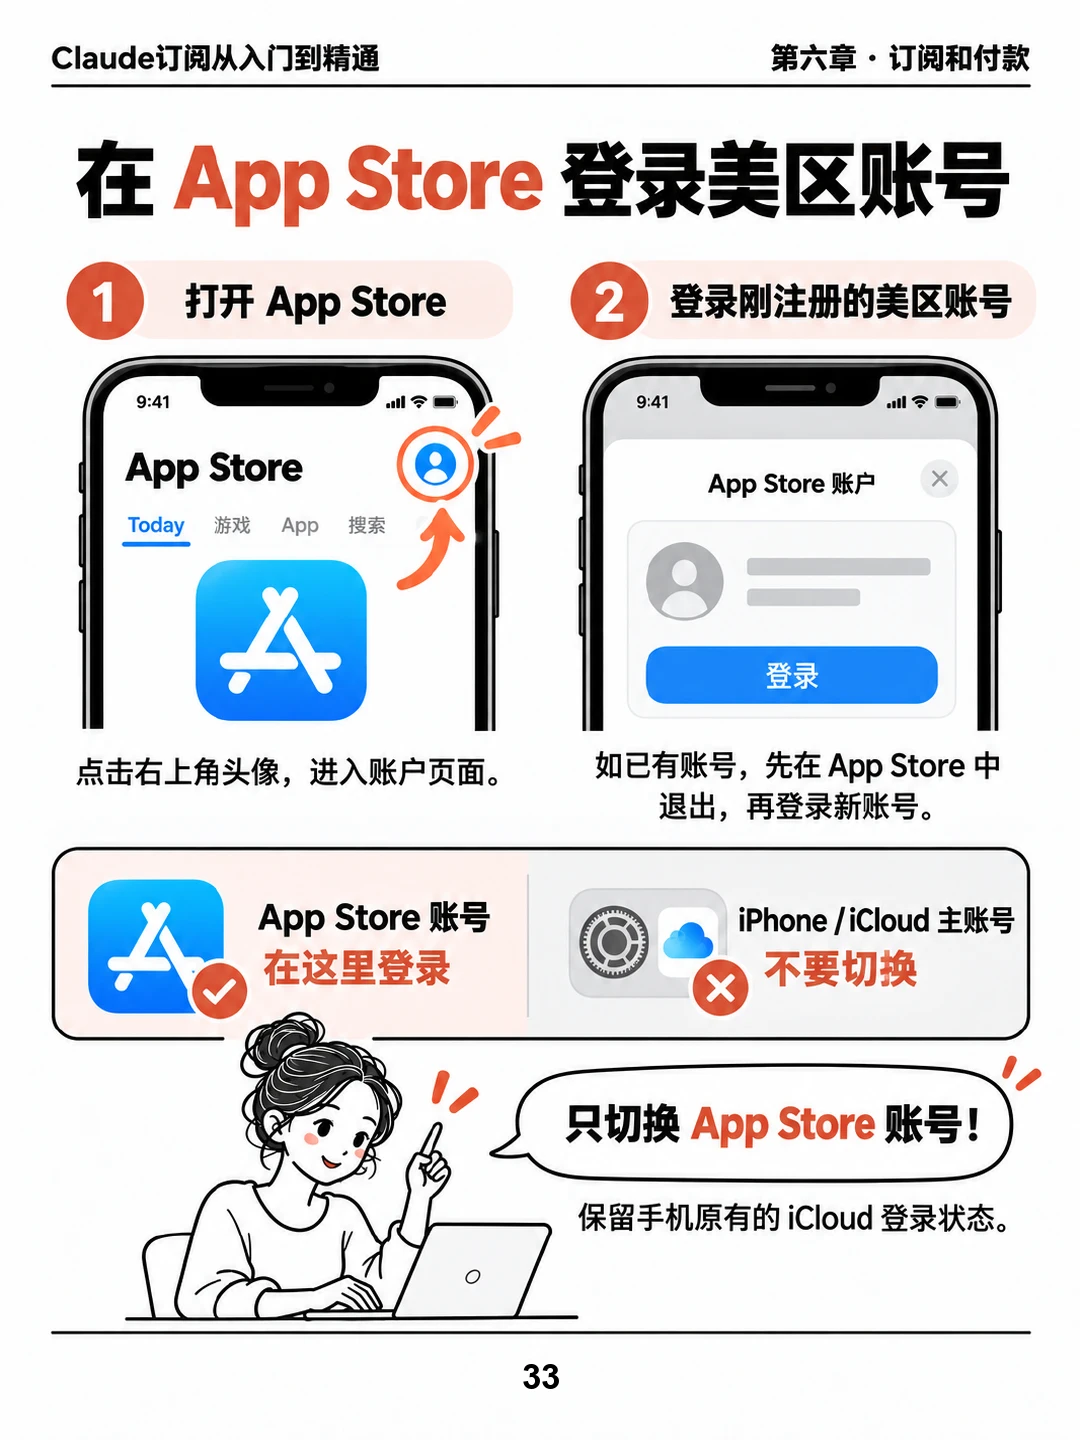 Claude订阅从入门到精通
第六章 · 订阅和付款
在 App Store 登录美区账号
1 打开 App Store
2 登录刚注册的美区账号
9:41
App Store
Today 游戏 App 搜索
点击右上角头像，进入账户页面。
9:41
App Store 账户
登录
如已有账号，先在 App Store 中
退出，再登录新账号。
App Store 账号
在这里登录
iPhone / iCloud 主账号
不要切换
只切换 App Store 账号！
保留手机原有的 iCloud 登录状态。
33